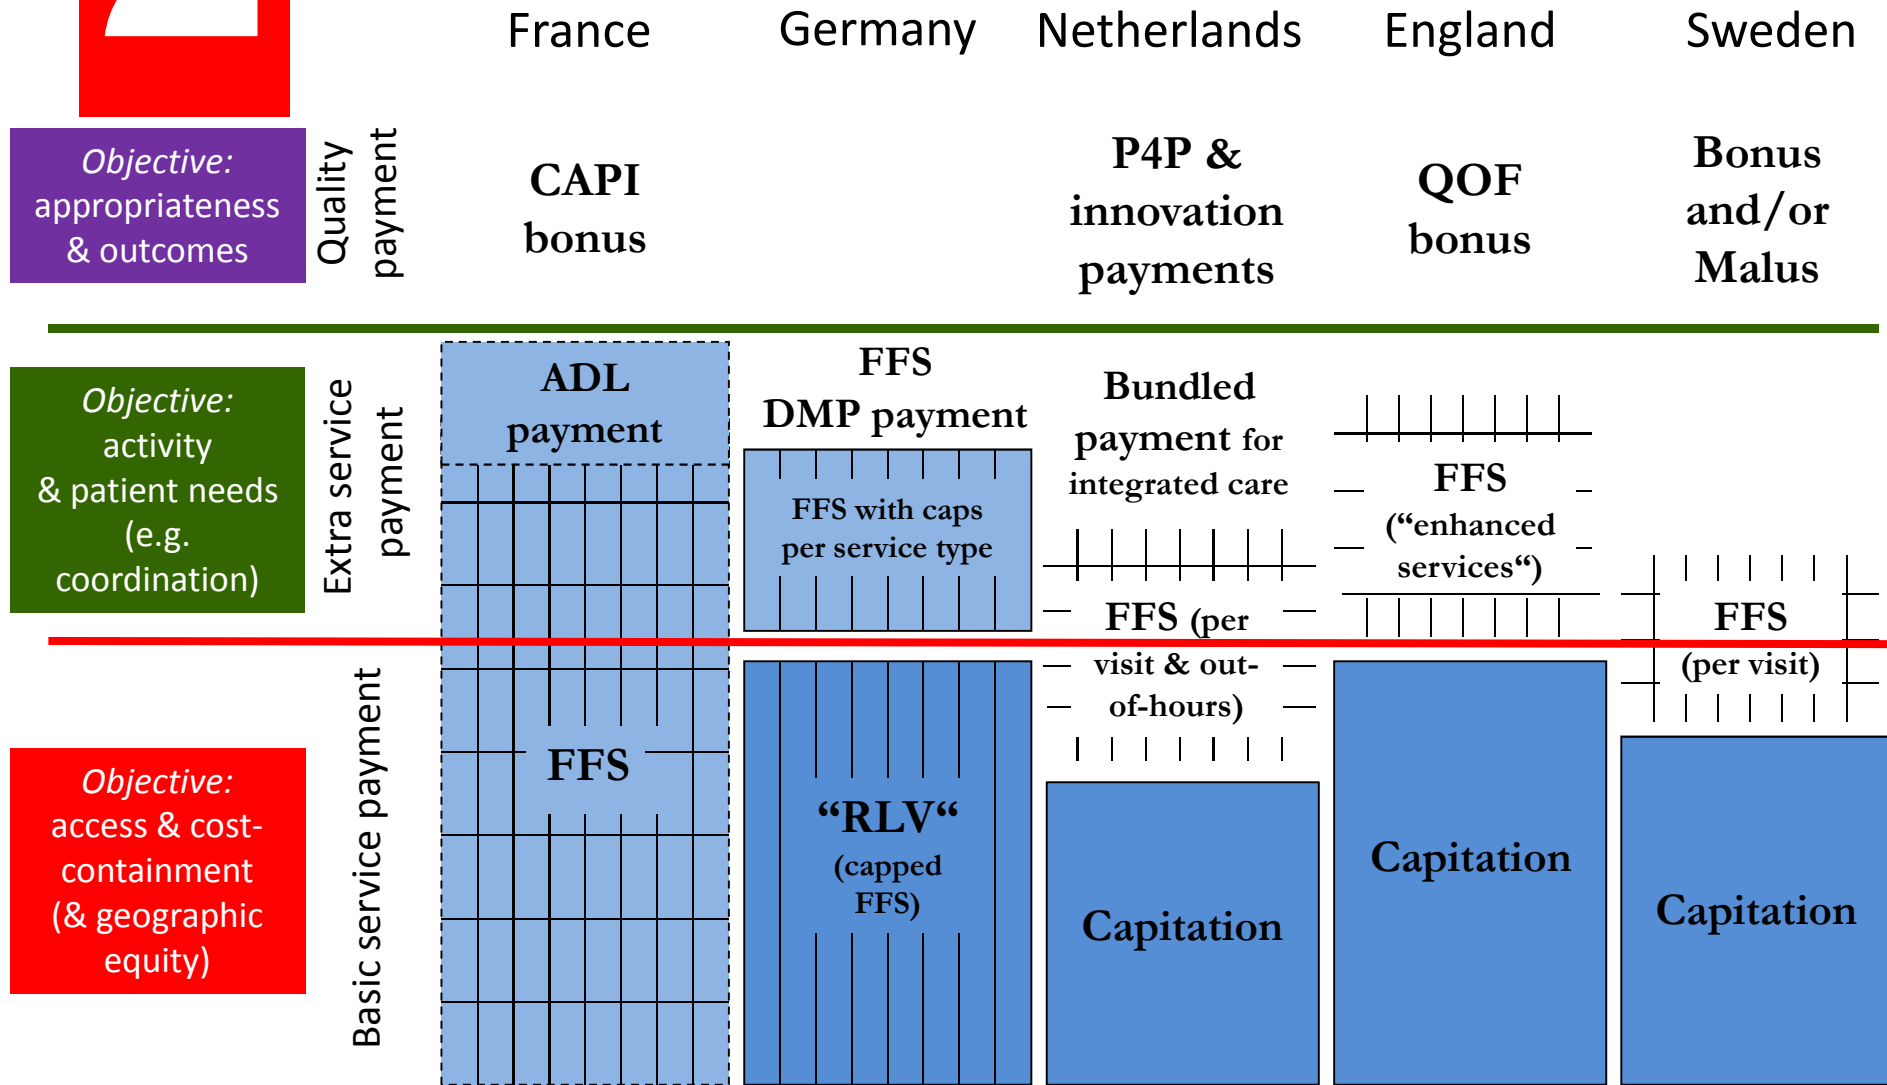 France
Germany
Netherlands
England
Sweden
Objective:
appropriateness
& outcomes
Quality
payment
CAPI
bonus
P4P &
innovation
payments
QOF
bonus
Bonus
and/or
Malus
Objective:
activity
& patient needs
(e.g.
coordination)
Extra service
payment
ADL
payment
FFS
DMP payment
FFS with caps
per service type
Bundled
payment for
integrated care
FFS
(“enhanced
services“)
FFS (per
visit & out-
of-hours)
FFS
(per visit)
Objective:
access & cost-
containment
(& geographic
equity)
Basic service payment
FFS
“RLV“
(capped
FFS)
Capitation
Capitation
Capitation